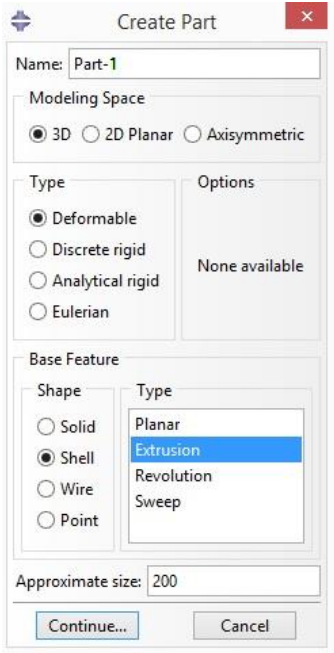 Create Part
Name: Part-1
Modeling Space
3D 2D Planar Axisymmetric
Type
Deformable
Discrete rigid
Analytical rigid
Eulerian
Options
None available
Base Feature
Shape
Solid
Shell
Wire
Point
Type
Planar
Extrusion
Revolution
Sweep
Approximate size: 200
Continue... Cancel